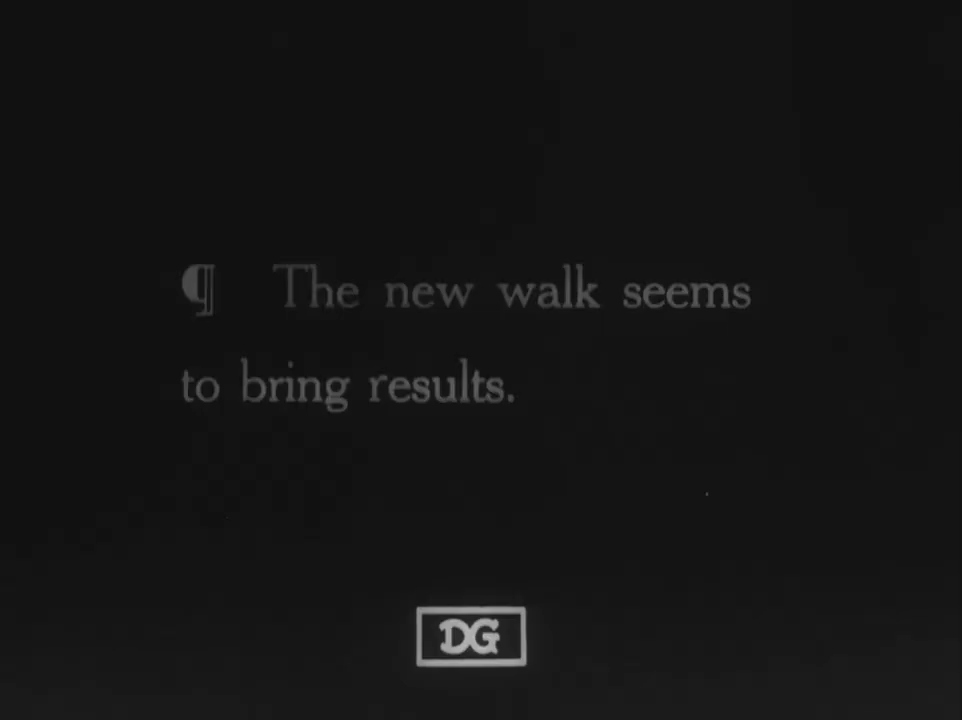 ¶ The new walk seems
to bring results.
DG